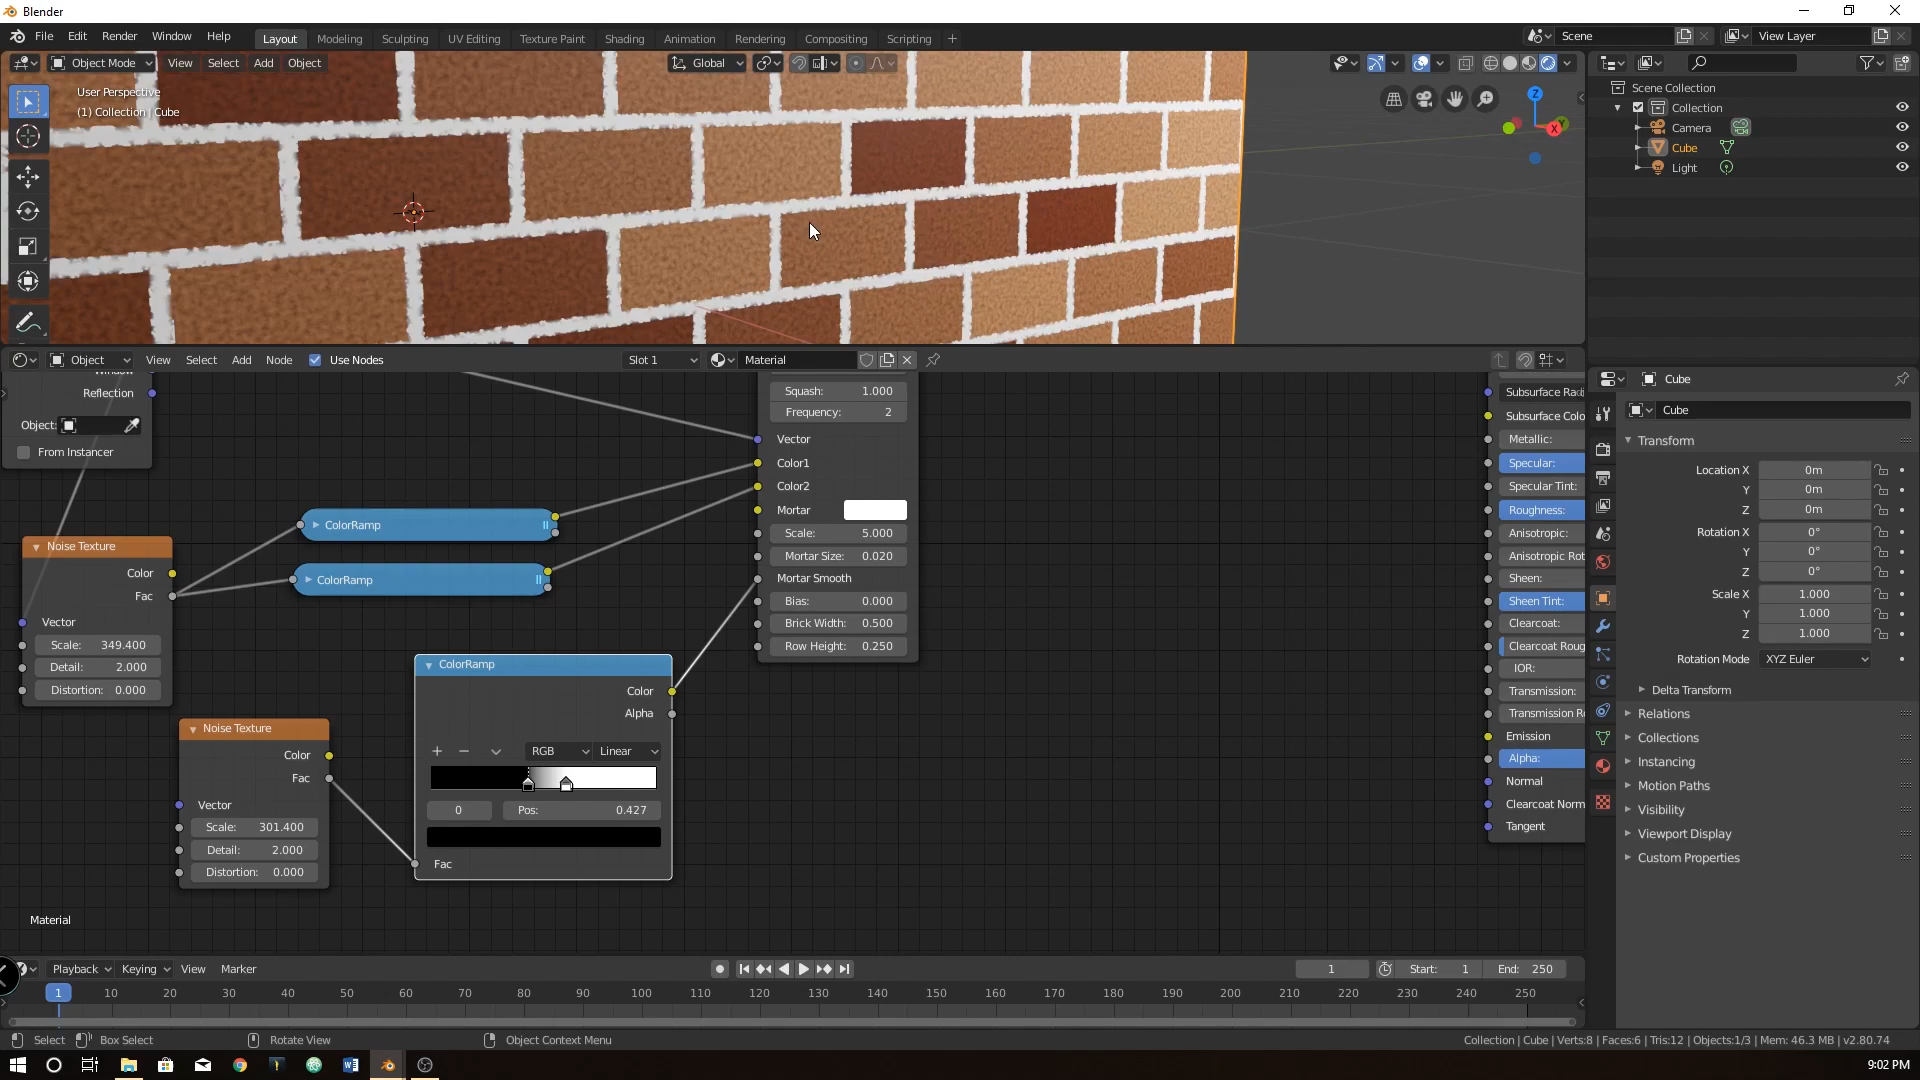 Blender
File Edit Render Window Help
Layout Modeling Sculpting UV Editing Texture Paint Shading Animation Rendering Compositing Scripting +
Scene
View Layer
Object Mode View Select Add Object
Global
User Perspective
(1) Collection | Cube
Z
X
Scene Collection
Collection
Camera
Cube
Light
Object View Select Add Node Use Nodes
Slot 1
Material
Reflection
Object:
From Instancer
Noise Texture
Color
Fac
Vector
Scale: 349.400
Detail: 2.000
Distortion: 0.000
Noise Texture
Color
Fac
Vector
Scale: 301.400
Detail: 2.000
Distortion: 0.000
ColorRamp
ColorRamp
ColorRamp
Color
Alpha
RGB Linear
0 Pos: 0.427
Fac
Squash: 1.000
Frequency: 2
Vector
Color1
Color2
Mortar
Scale: 5.000
Mortar Size: 0.020
Mortar Smooth
Bias: 0.000
Brick Width: 0.500
Row Height: 0.250
Subsurface Colo
Metallic:
Specular:
Specular Tint:
Roughness:
Anisotropic:
Anisotropic Rot
Sheen:
Sheen Tint:
Clearcoat:
Clearcoat Roug
IOR:
Transmission:
Transmission Ro
Emission
Alpha:
Normal
Clearcoat Norm
Tangent
Material
Cube
Cube
Transform
Location X 0m
Y 0m
Z 0m
Rotation X 0°
Y 0°
Z 0°
Scale X 1.000
Y 1.000
Z 1.000
Rotation Mode XYZ Euler
Delta Transform
Relations
Collections
Instancing
Motion Paths
Visibility
Viewport Display
Custom Properties
Playback Keying View Marker
1
Start: 1
End: 250
1 10 20 30 40 50 60 70 80 90 100 110 120 130 140 150 160 170 180 190 200 210 220 230 240 250
Select Box Select Rotate View Object Context Menu
Collection | Cube | Verts:8 | Faces:6 | Tris:12 | Objects:1/3 | Mem: 46.3 MB | v2.80.74
9:02 PM